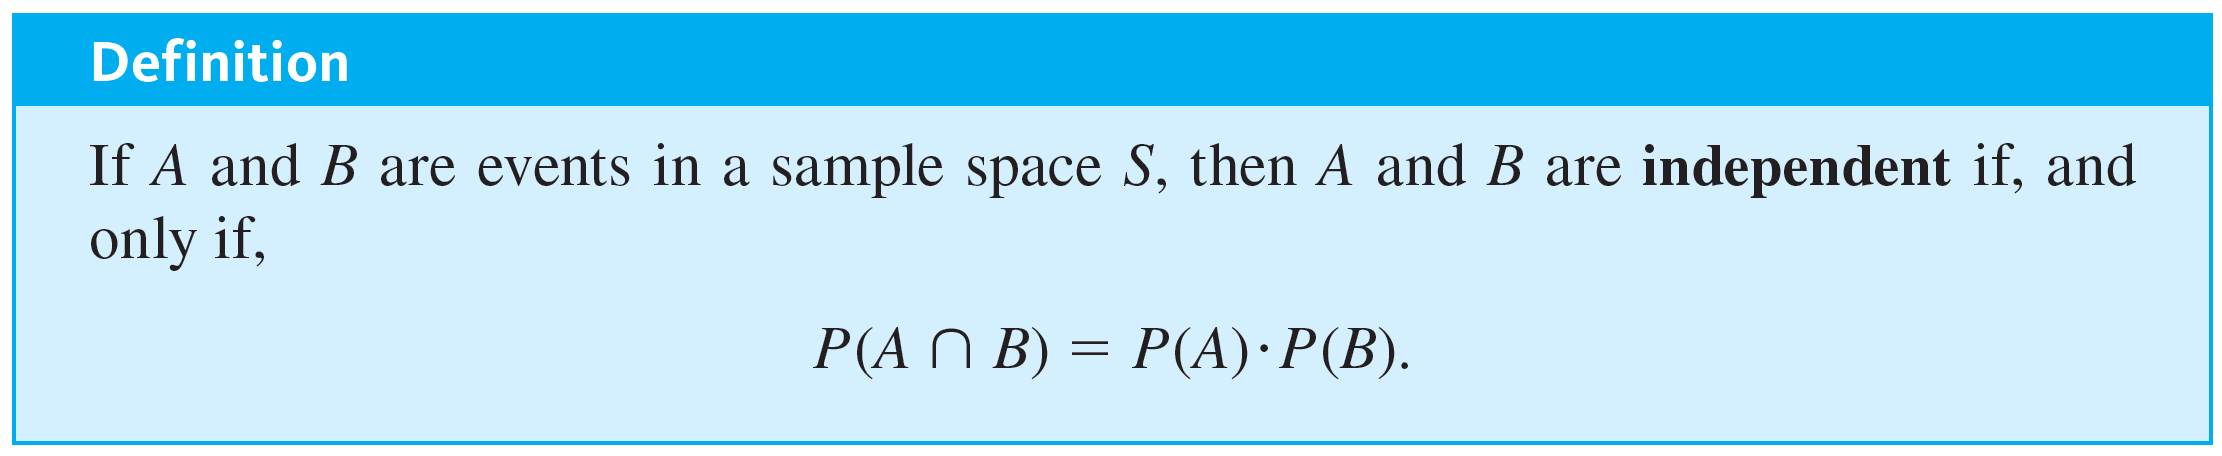 Definition
If A and B are events in a sample space S, then A and B are independent if, and
only if,
P(A ∩ B) = P(A)·P(B).